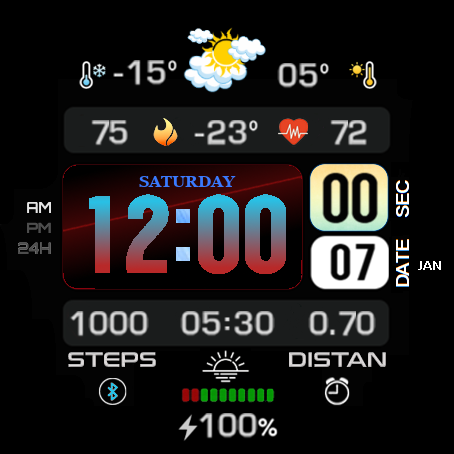 -15° 05°
75 -23° 72
SATURDAY
AM
PM
24H
12:00
00 SEC
07 DATE
JAN
1000 05:30 0.70
STEPS DISTAN
100%